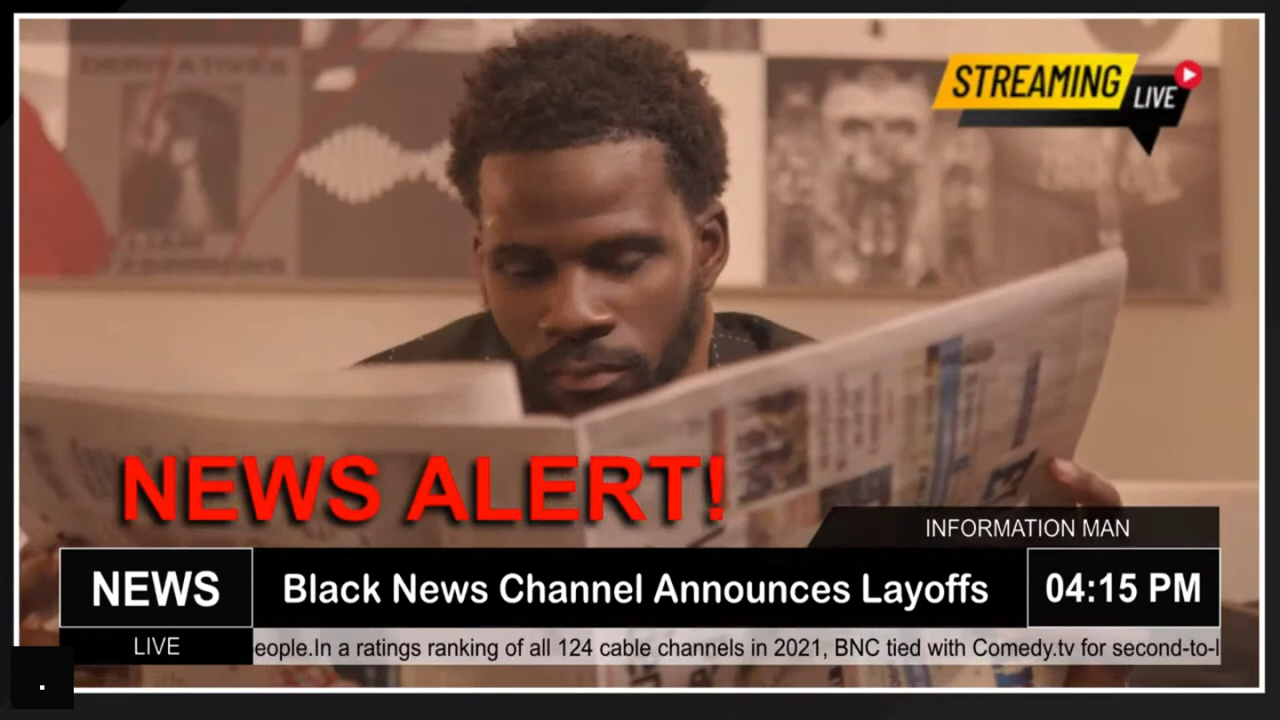 STREAMING
LIVE
NEWS ALERT!
INFORMATION MAN
NEWS
Black News Channel Announces Layoffs
04:15 PM
LIVE
eople.In a ratings ranking of all 124 cable channels in 2021, BNC tied with Comedy.tv for second-to-l